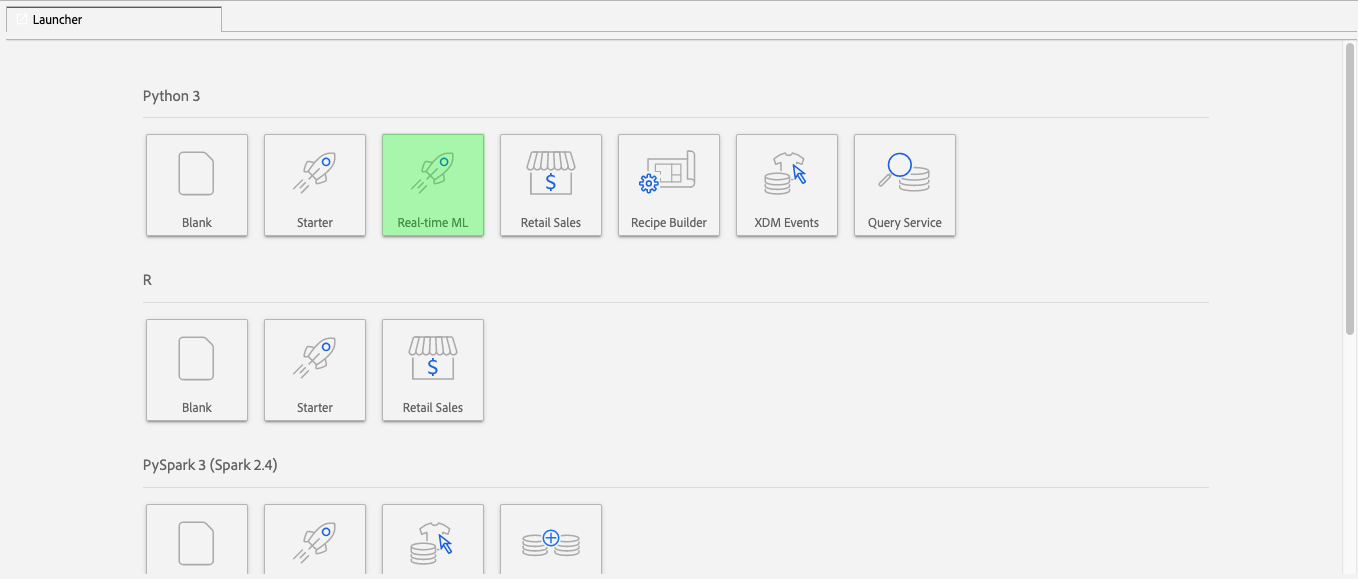 Launcher
Python 3
Blank
Starter
Real-time ML
Retail Sales
Recipe Builder
XDM Events
Query Service
R
Blank
Starter
Retail Sales
PySpark 3 (Spark 2.4)